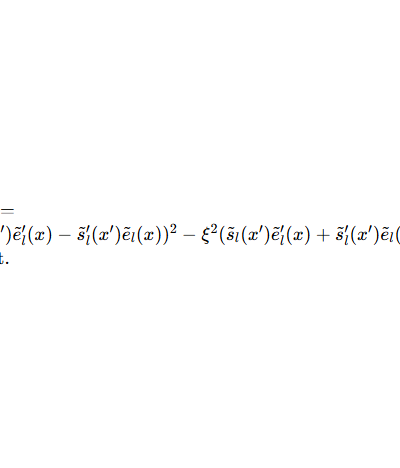 =
′)ẽ′ₗ(x) − s̃′ₗ(x′)ẽₗ(x))² − ξ²(s̃ₗ(x′)ẽ′ₗ(x) + s̃′ₗ(x′)ẽₗ(
t.